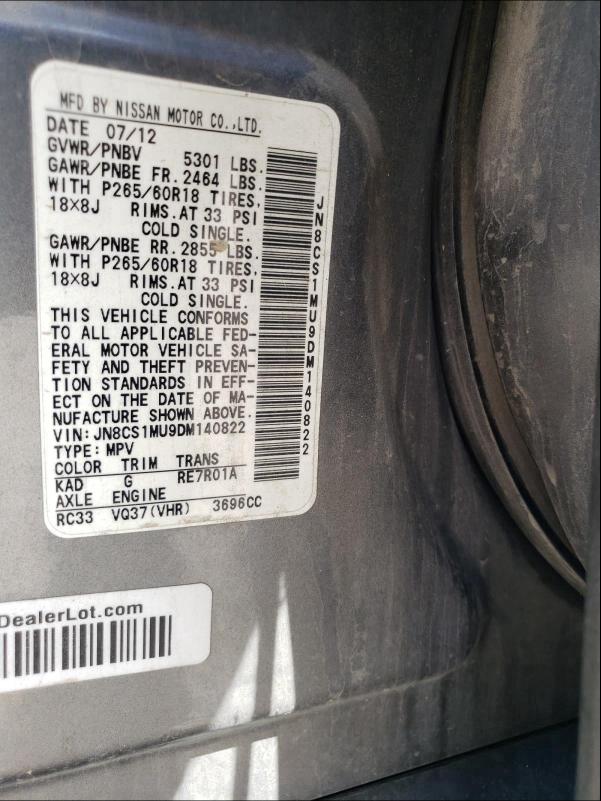 MFD BY NISSAN MOTOR CO.,LTD.
DATE 07/12
GVWR/PNBV 5301 LBS.
GAWR/PNBE FR. 2464 LBS.
WITH P265/60R18 TIRES,
18×8J RIMS.AT 33 PSI
COLD SINGLE.
GAWR/PNBE RR. 2855 LBS.
WITH P265/60R18 TIRES,
18×8J RIMS.AT 33 PSI
COLD SINGLE.
THIS VEHICLE CONFORMS
TO ALL APPLICABLE FED-
ERAL MOTOR VEHICLE SA-
FETY AND THEFT PREVEN-
TION STANDARDS IN EFF-
ECT ON THE DATE OF MA-
NUFACTURE SHOWN ABOVE.
VIN:JN8CS1MU9DM140822
TYPE: MPV
COLOR TRIM TRANS
KAD G RE7R01A
AXLE ENGINE
RC33 VQ37(VHR) 3696CC
JN8CS1MU9DM140822
DealerLot.com